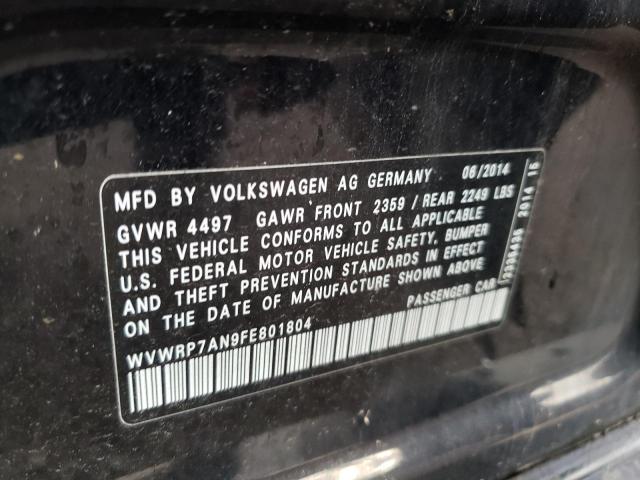 MFD BY VOLKSWAGEN AG GERMANY 06/2014
GVWR 4497 GAWR FRONT 2359 / REAR 2249 LBS
THIS VEHICLE CONFORMS TO ALL APPLICABLE
U.S. FEDERAL MOTOR VEHICLE SAFETY, BUMPER
AND THEFT PREVENTION STANDARDS IN EFFECT
ON THE DATE OF MANUFACTURE SHOWN ABOVE
WVWRP7AN9FE801804 PASSENGER CAR
2014 16